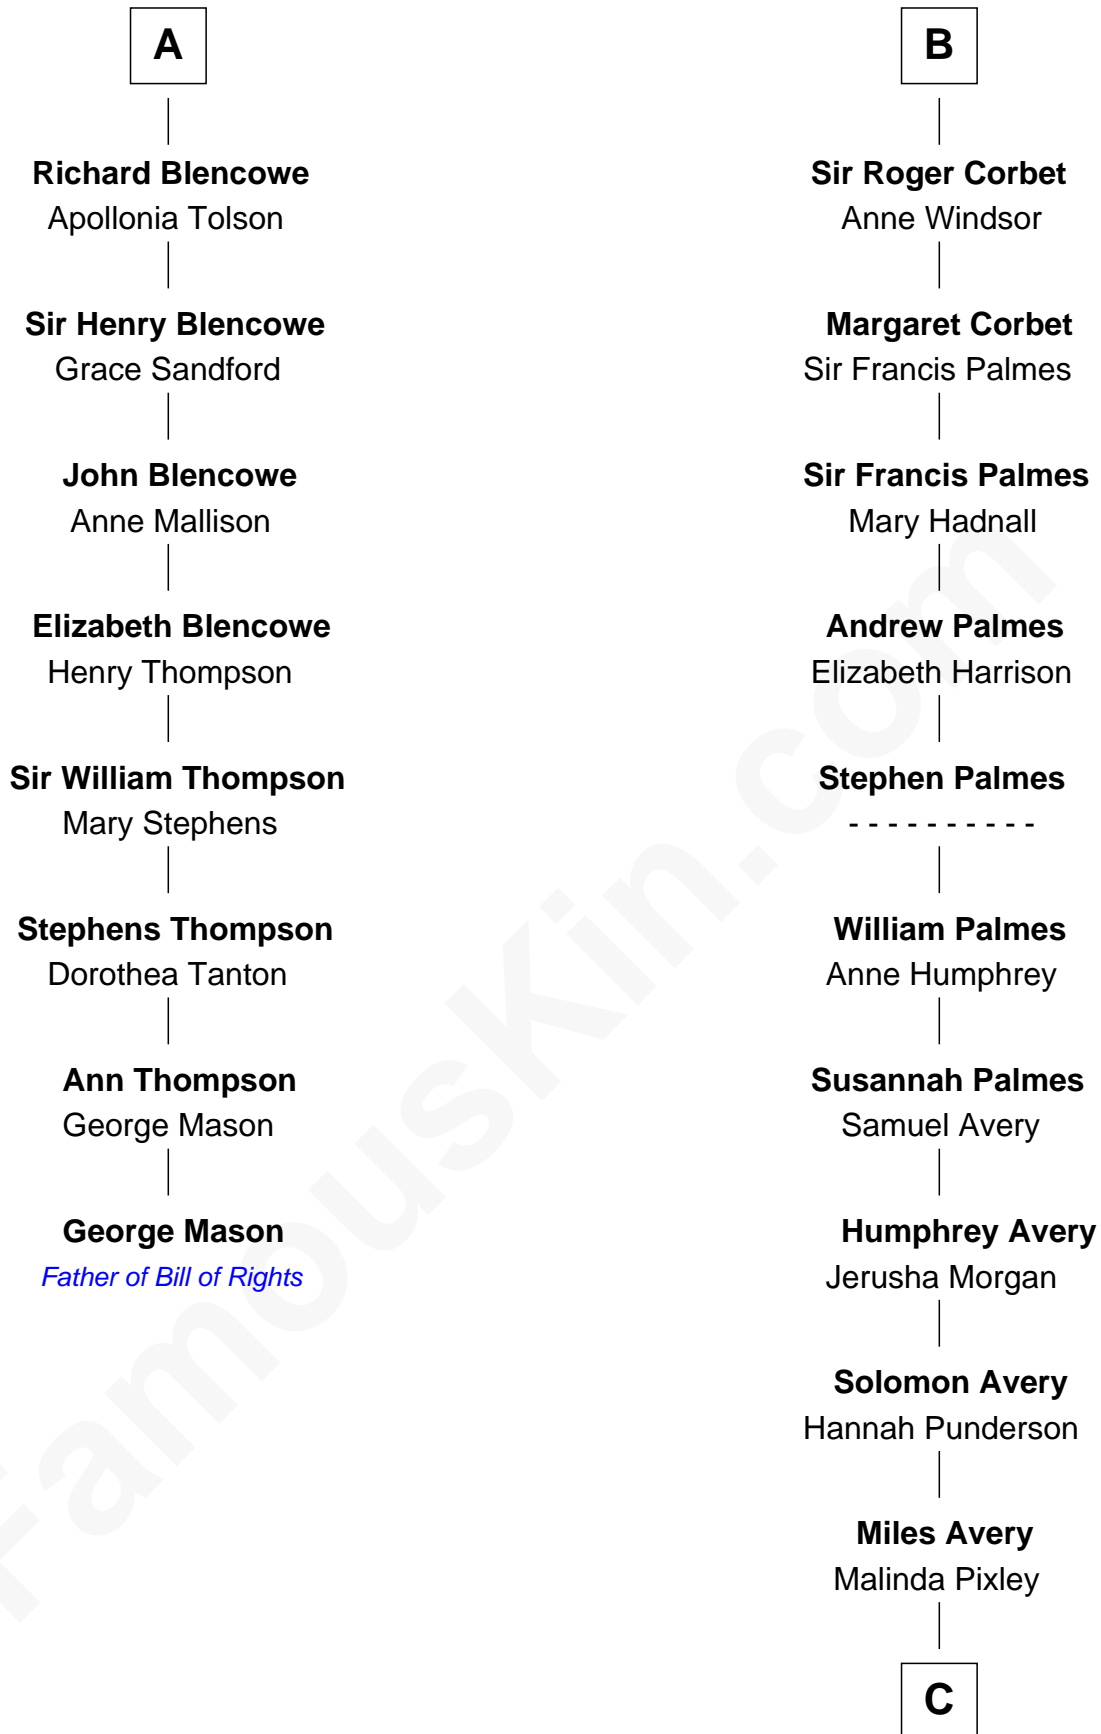 A
Richard Blencowe
Apollonia Tolson
Sir Henry Blencowe
Grace Sandford
John Blencowe
Anne Mallison
Elizabeth Blencowe
Henry Thompson
Sir William Thompson
Mary Stephens
Stephens Thompson
Dorothea Tanton
Ann Thompson
George Mason
George Mason
Father of Bill of Rights
B
Sir Roger Corbet
Anne Windsor
Margaret Corbet
Sir Francis Palmes
Sir Francis Palmes
Mary Hadnall
Andrew Palmes
Elizabeth Harrison
Stephen Palmes
- - - - - - - - - -
William Palmes
Anne Humphrey
Susannah Palmes
Samuel Avery
Humphrey Avery
Jerusha Morgan
Solomon Avery
Hannah Punderson
Miles Avery
Malinda Pixley
C
FamousKin.com